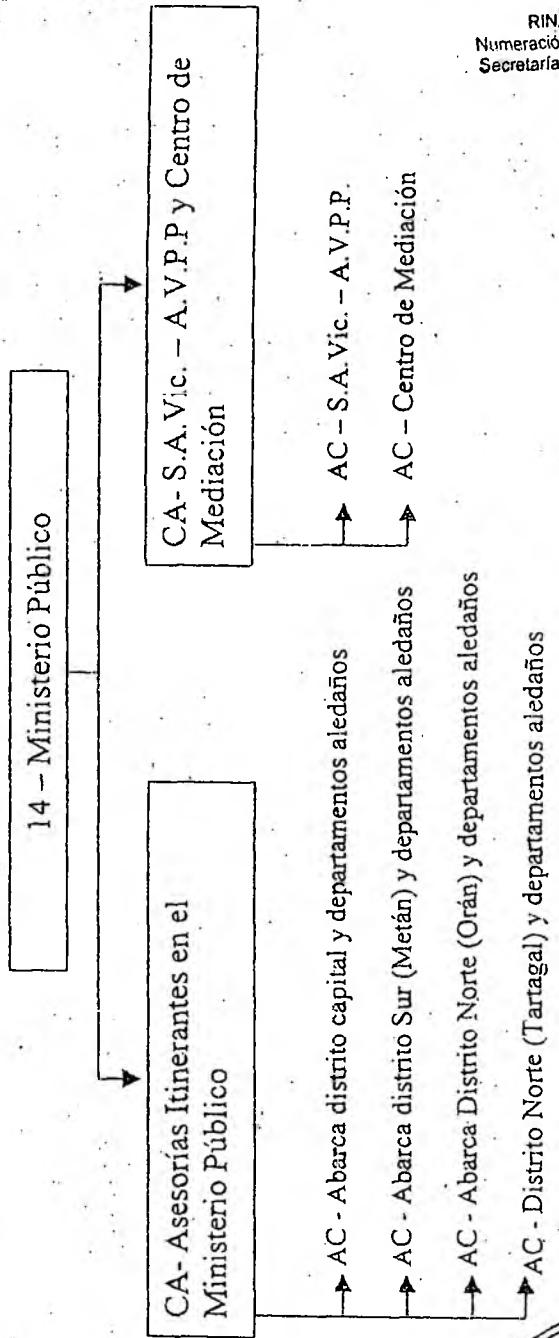 RIN
Numeració
Secretaría
14 – Ministerio Público
CA- Asesorías Itinerantes en el
Ministerio Público
AC - Abarca distrito capital y departamentos aledaños
AC - Abarca distrito Sur (Metán) y departamentos aledaños
AC - Abarca Distrito Norte (Orán) y departamentos aledaños
AC - Distrito Norte (Tartagal) y departamentos aledaños
CA- S.A.Vic. – A.V.P.P y Centro de
Mediación
AC – S.A.Vic. – A.V.P.P.
AC – Centro de Mediación